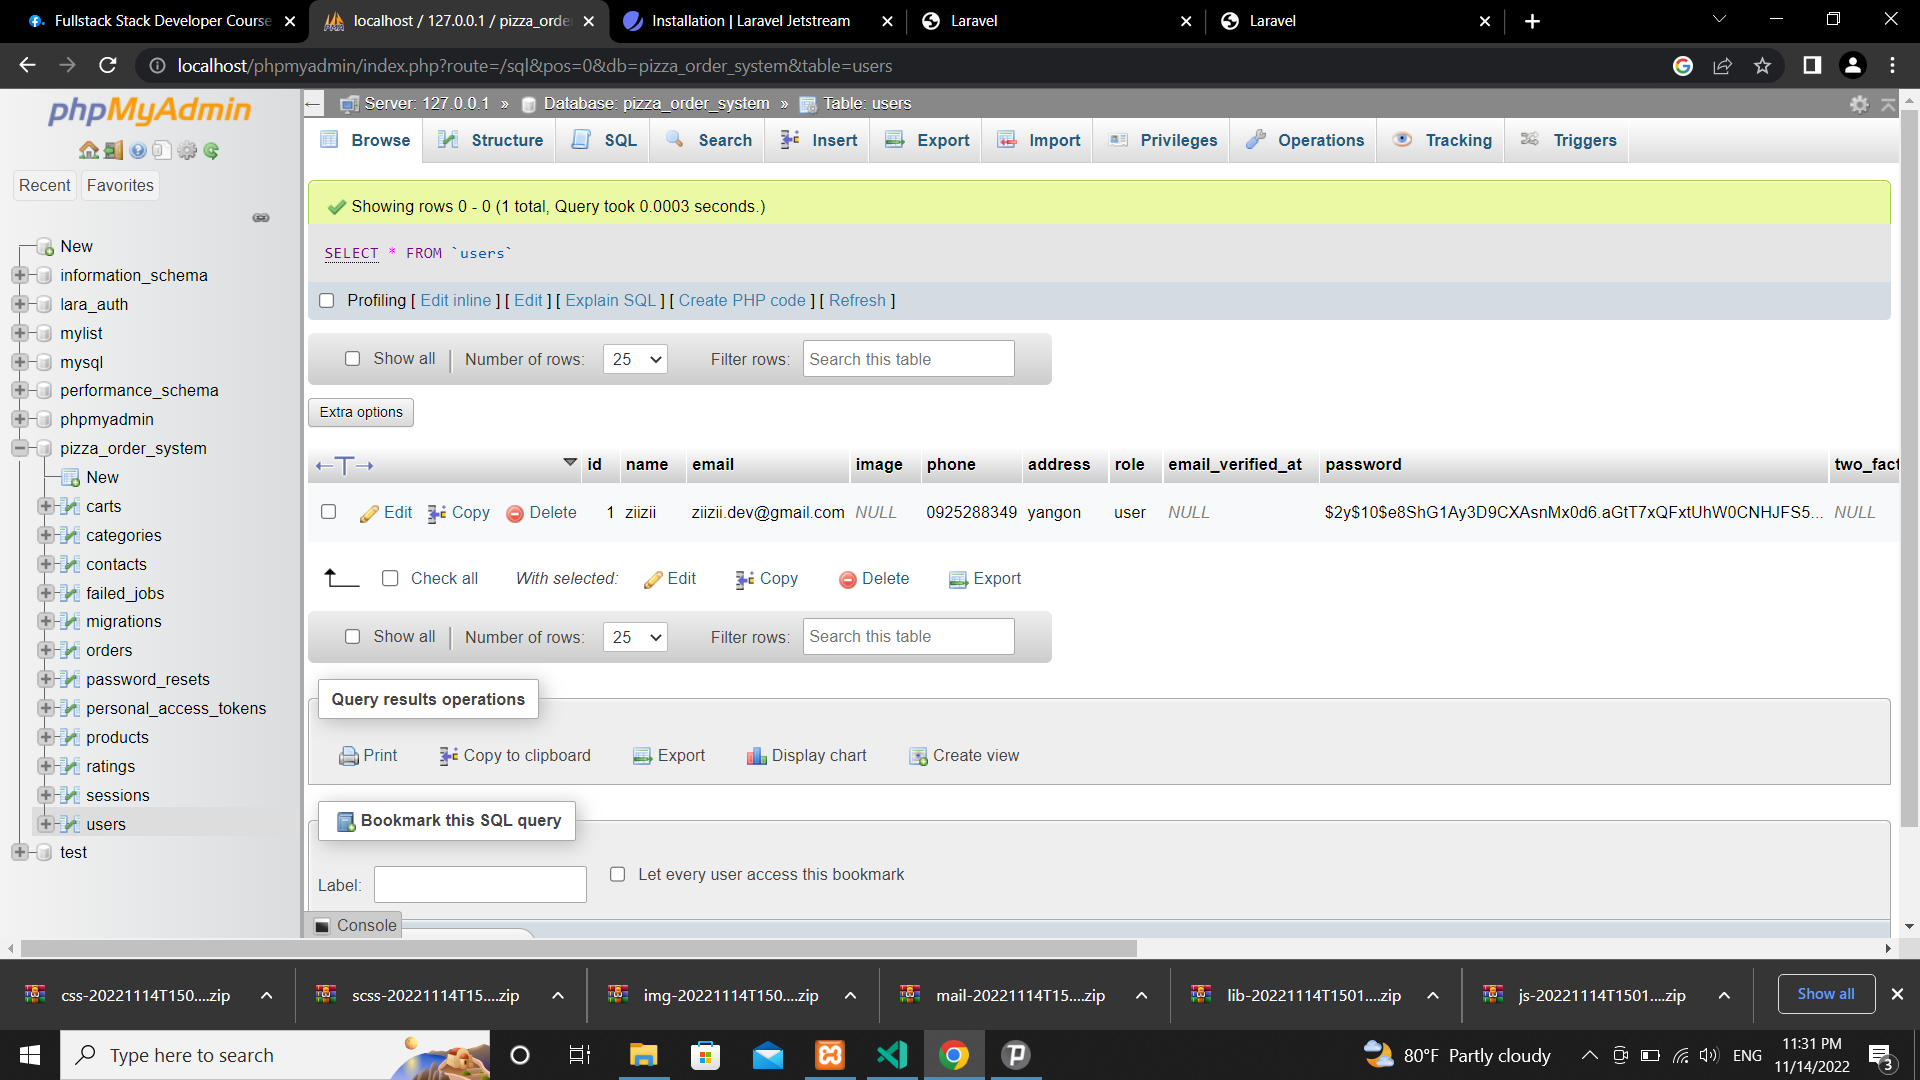 Fullstack Stack Developer Course
localhost / 127.0.0.1 / pizza_orde
Installation | Laravel Jetstream
Laravel
Laravel
localhost/phpmyadmin/index.php?route=/sql&pos=0&db=pizza_order_system&table=users
phpMyAdmin
Recent
Favorites
New
information_schema
lara_auth
mylist
mysql
performance_schema
phpmyadmin
pizza_order_system
New
carts
categories
contacts
failed_jobs
migrations
orders
password_resets
personal_access_tokens
products
ratings
sessions
users
test
Server: 127.0.0.1 » Database: pizza_order_system » Table: users
Browse Structure SQL Search Insert Export Import Privileges Operations Tracking Triggers
Showing rows 0 - 0 (1 total, Query took 0.0003 seconds.)
SELECT * FROM `users`
Profiling [ Edit inline ] [ Edit ] [ Explain SQL ] [ Create PHP code ] [ Refresh ]
Show all Number of rows: 25 Filter rows: Search this table
Extra options
id name email image phone address role email_verified_at password two_fact
Edit Copy Delete 1 ziizii ziizii.dev@gmail.com NULL 0925288349 yangon user NULL $2y$10$e8ShG1Ay3D9CXAsnMx0d6.aGtT7xQFxtUhW0CNHJFS5... NULL
Check all With selected: Edit Copy Delete Export
Show all Number of rows: 25 Filter rows: Search this table
Query results operations
Print Copy to clipboard Export Display chart Create view
Bookmark this SQL query
Label: Let every user access this bookmark
Console
css-20221114T150....zip
scss-20221114T15....zip
img-20221114T150....zip
mail-20221114T15....zip
lib-20221114T1501....zip
js-20221114T1501....zip
Show all
Type here to search
80°F Partly cloudy
ENG
11:31 PM
11/14/2022
3